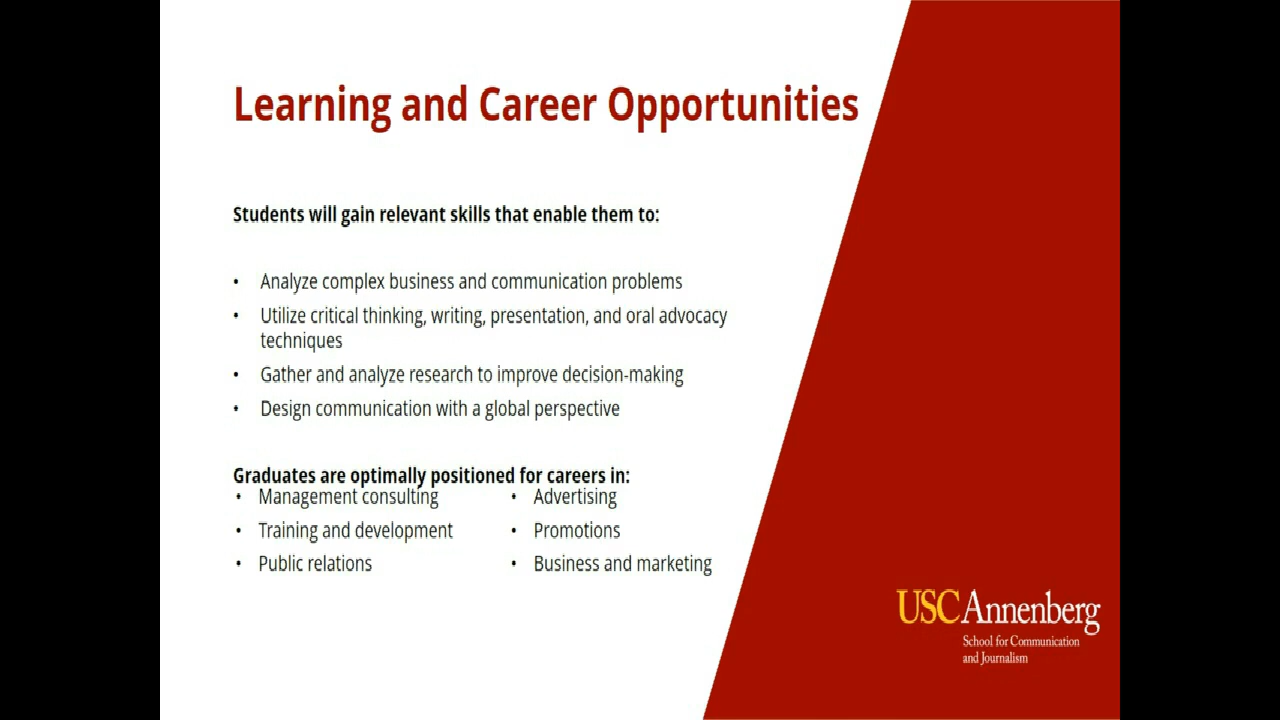 Learning and Career Opportunities
Students will gain relevant skills that enable them to:
• Analyze complex business and communication problems
• Utilize critical thinking, writing, presentation, and oral advocacy
techniques
• Gather and analyze research to improve decision-making
• Design communication with a global perspective
Graduates are optimally positioned for careers in:
• Management consulting
• Training and development
• Public relations
• Advertising
• Promotions
• Business and marketing
USC Annenberg
School for Communication
and Journalism